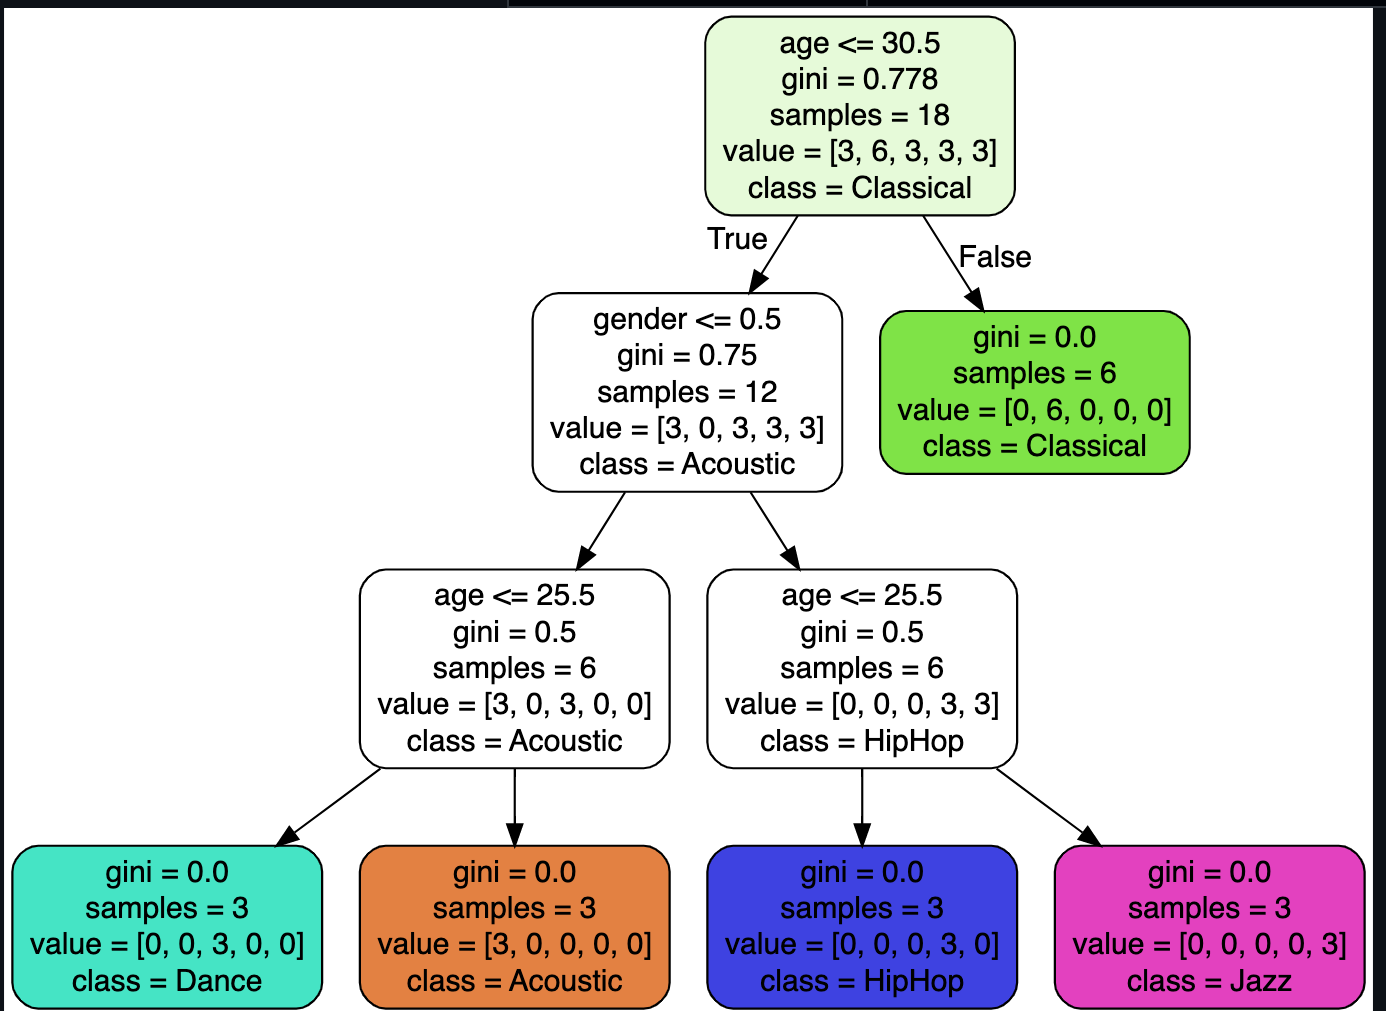 age <= 30.5
gini = 0.778
samples = 18
value = [3, 6, 3, 3, 3]
class = Classical
True
False
gender <= 0.5
gini = 0.75
samples = 12
value = [3, 0, 3, 3, 3]
class = Acoustic
gini = 0.0
samples = 6
value = [0, 6, 0, 0, 0]
class = Classical
age <= 25.5
gini = 0.5
samples = 6
value = [3, 0, 3, 0, 0]
class = Acoustic
age <= 25.5
gini = 0.5
samples = 6
value = [0, 0, 0, 3, 3]
class = HipHop
gini = 0.0
samples = 3
value = [0, 0, 3, 0, 0]
class = Dance
gini = 0.0
samples = 3
value = [3, 0, 0, 0, 0]
class = Acoustic
gini = 0.0
samples = 3
value = [0, 0, 0, 3, 0]
class = HipHop
gini = 0.0
samples = 3
value = [0, 0, 0, 0, 3]
class = Jazz